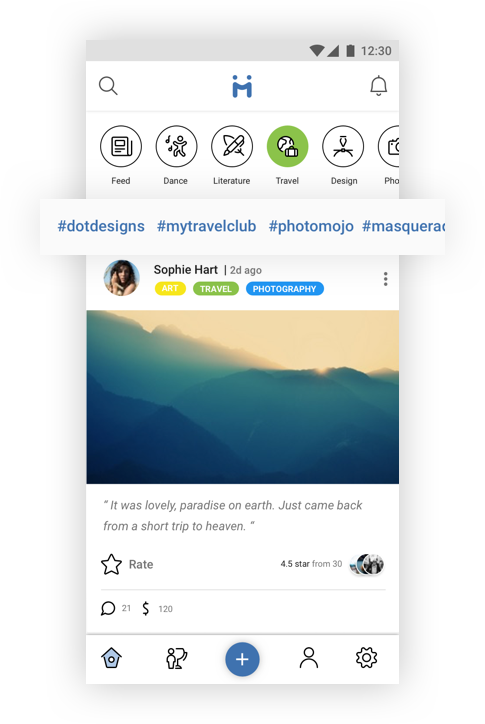 12:30
Feed Dance Literature Travel Design Pho
#dotdesigns #mytravelclub #photomojo #masquerac
Sophie Hart | 2d ago
ART TRAVEL PHOTOGRAPHY
“ It was lovely, paradise on earth. Just came back
from a short trip to heaven. “
Rate 4.5 star from 30
21 $ 120